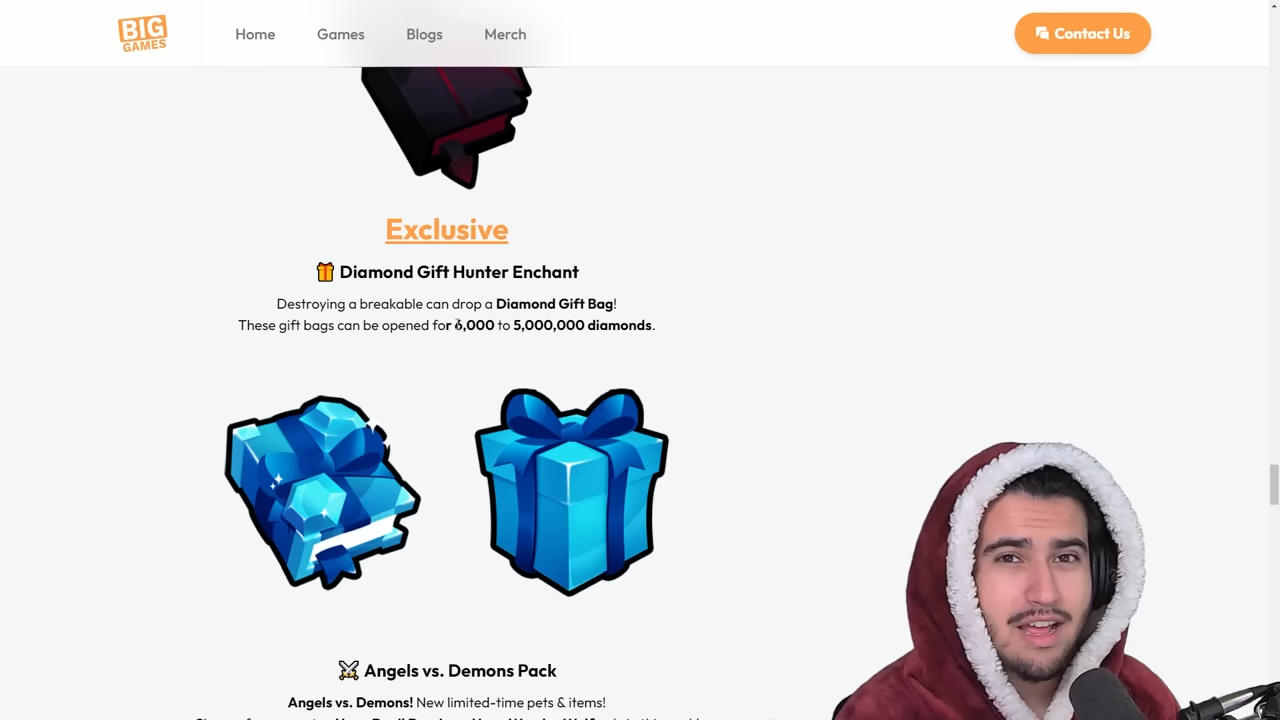 BIG
GAMES
Home
Games
Blogs
Merch
Contact Us
Exclusive
Diamond Gift Hunter Enchant
Destroying a breakable can drop a Diamond Gift Bag!
These gift bags can be opened for 6,000 to 5,000,000 diamonds.
Angels vs. Demons Pack
Angels vs. Demons! New limited-time pets & items!